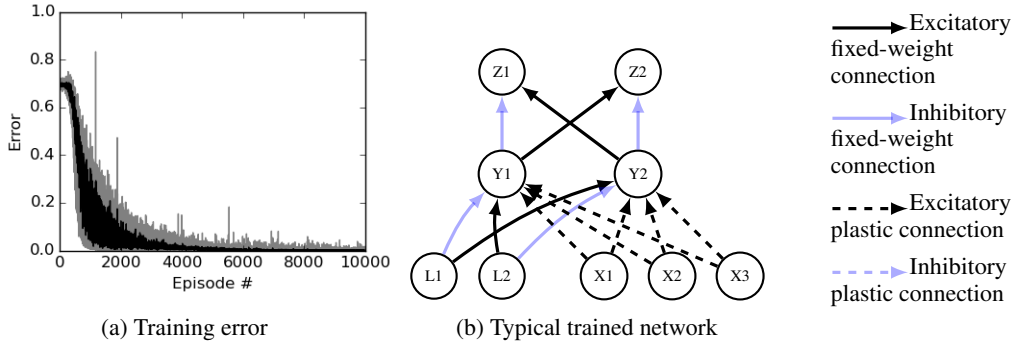 1.0
0.8
0.6
0.4
0.2
0.0
Error
0 2000 4000 6000 8000 10000
Episode #
(a) Training error
Z1 Z2
Y1 Y2
L1 L2 X1 X2 X3
(b) Typical trained network
Excitatory
fixed-weight
connection
Inhibitory
fixed-weight
connection
Excitatory
plastic connection
Inhibitory
plastic connection